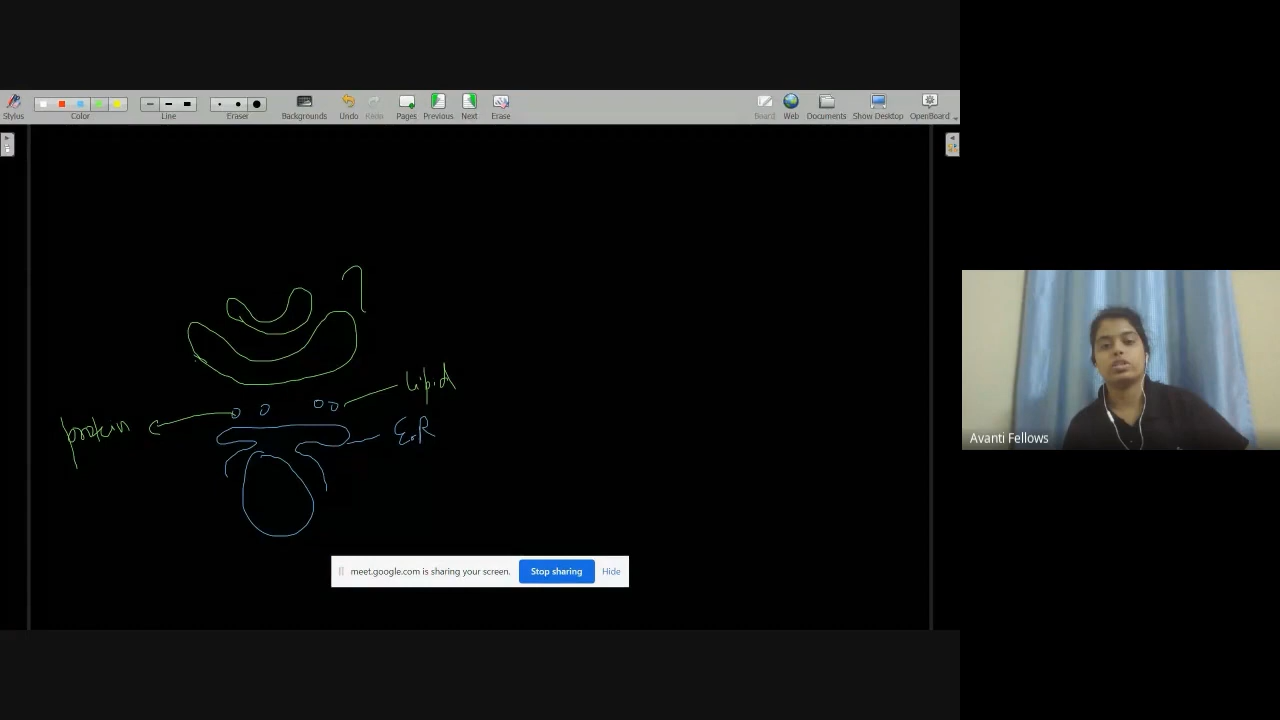 Stylus
Color
Line
Eraser
Backgrounds
Undo
Redo
Pages
Previous
Next
Erase
Board
Web
Documents
Show Desktop
OpenBoard
Lipid
protein
E.R
Avanti Fellows
meet.google.com is sharing your screen.
Stop sharing
Hide